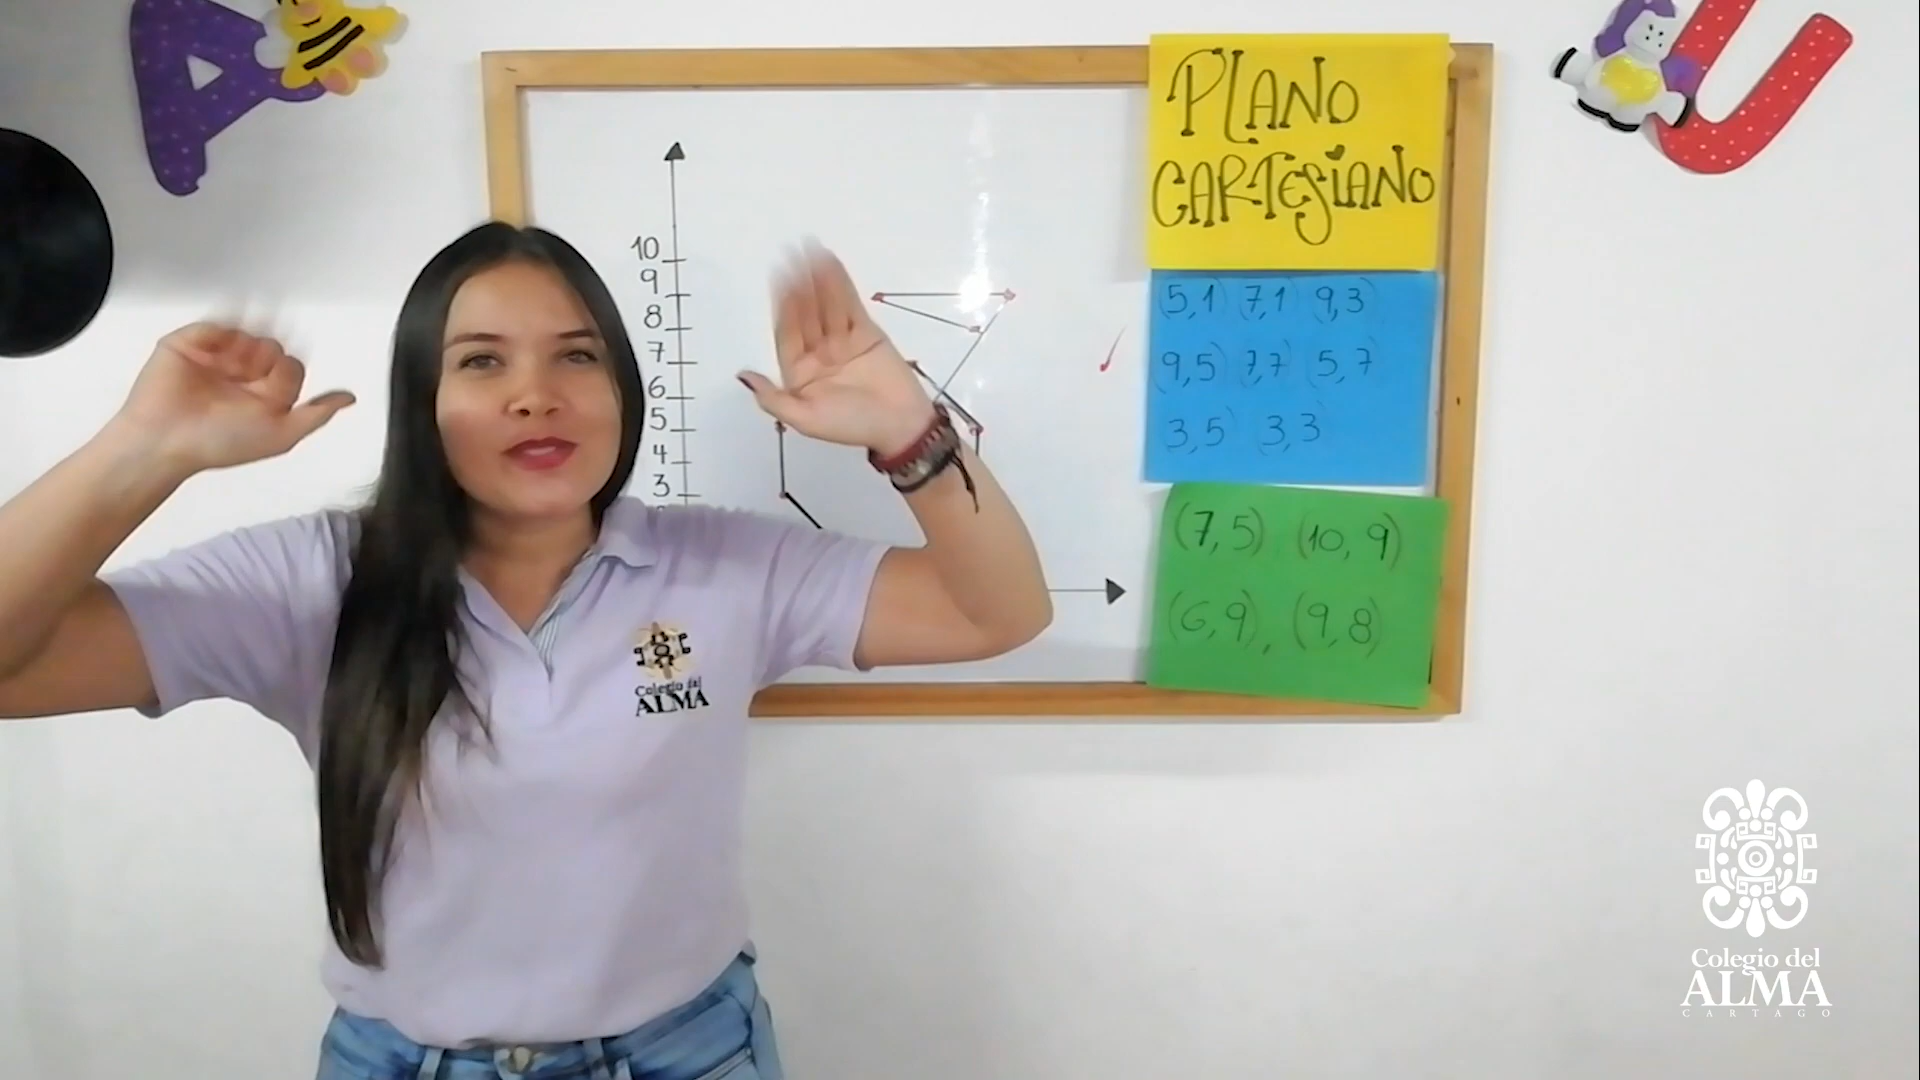 PLANO
CARTESIANO
(5,1) (7,1) (9,3)
(9,5) (7,7) (5,7)
(3,5) (3,3)
(7,5) (10,9)
(6,9), (9,8)
10
9
8
7
6
5
4
3
Colegio del
ALMA
Colegio del
ALMA
CARTAGO